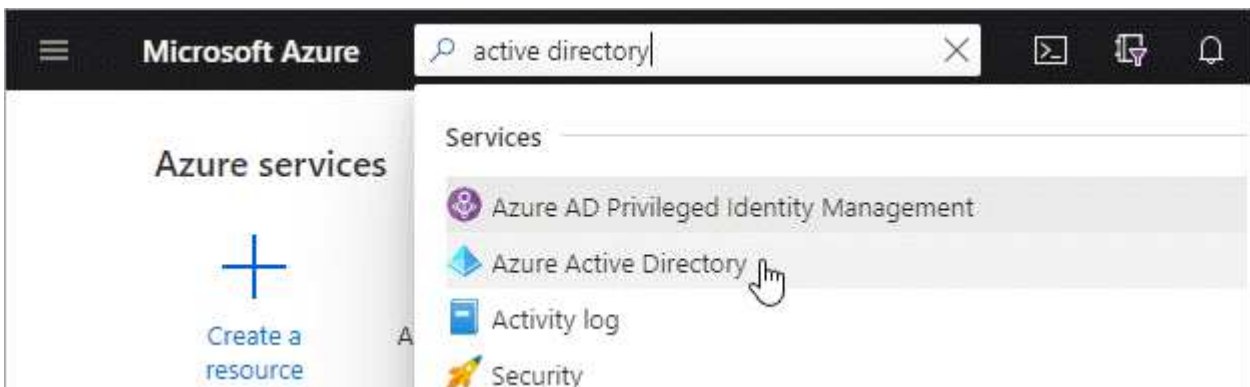 Microsoft Azure
active directory
Azure services
Services
Azure AD Privileged Identity Management
Azure Active Directory
Activity log
Security
Create a
resource
A